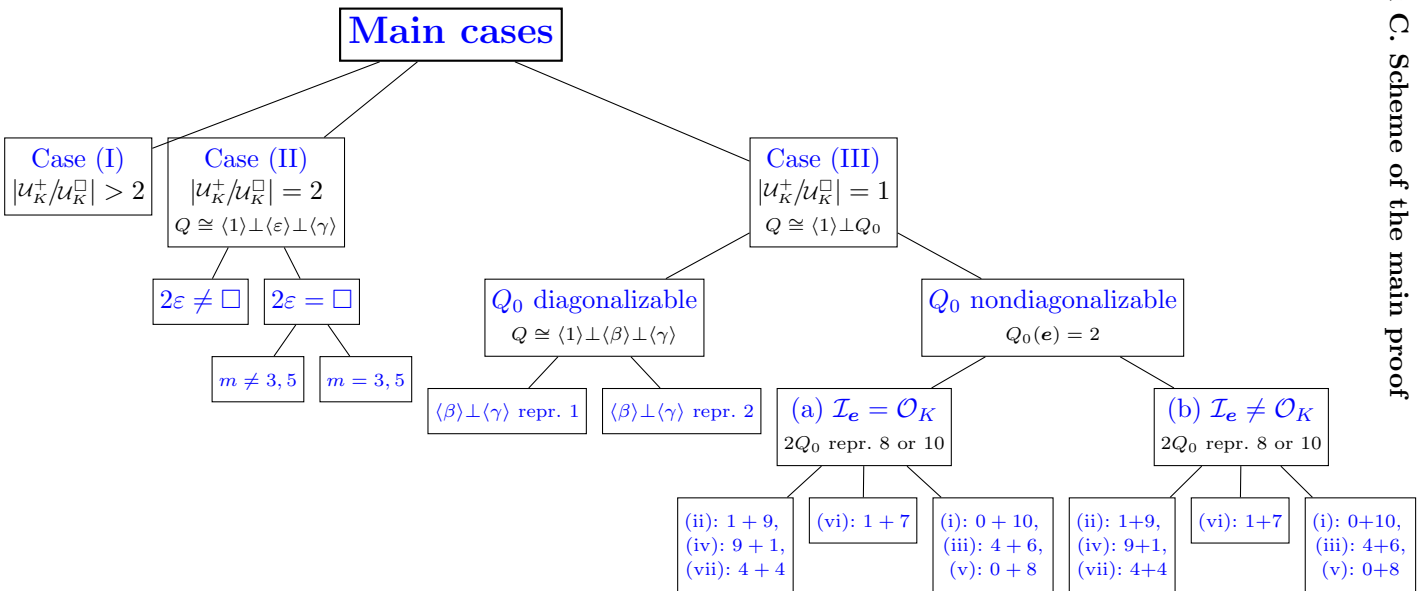 C. Scheme of the main proof
Main cases
Case (I)
|𝒰_K^+/𝒰_K^□| > 2
Case (II)
|𝒰_K^+/𝒰_K^□| = 2
Q ≅ ⟨1⟩⊥⟨ε⟩⊥⟨γ⟩
Case (III)
|𝒰_K^+/𝒰_K^□| = 1
Q ≅ ⟨1⟩⊥Q_0
2ε ≠ □
2ε = □
m ≠ 3, 5
m = 3, 5
Q_0 diagonalizable
Q ≅ ⟨1⟩⊥⟨β⟩⊥⟨γ⟩
Q_0 nondiagonalizable
Q_0(e) = 2
⟨β⟩⊥⟨γ⟩ repr. 1
⟨β⟩⊥⟨γ⟩ repr. 2
(a) ℐ_e = 𝒪_K
2Q_0 repr. 8 or 10
(b) ℐ_e ≠ 𝒪_K
2Q_0 repr. 8 or 10
(ii): 1 + 9,
(iv): 9 + 1,
(vii): 4 + 4
(vi): 1 + 7
(i): 0 + 10,
(iii): 4 + 6,
(v): 0 + 8
(ii): 1+9,
(iv): 9+1,
(vii): 4+4
(vi): 1+7
(i): 0+10,
(iii): 4+6,
(v): 0+8